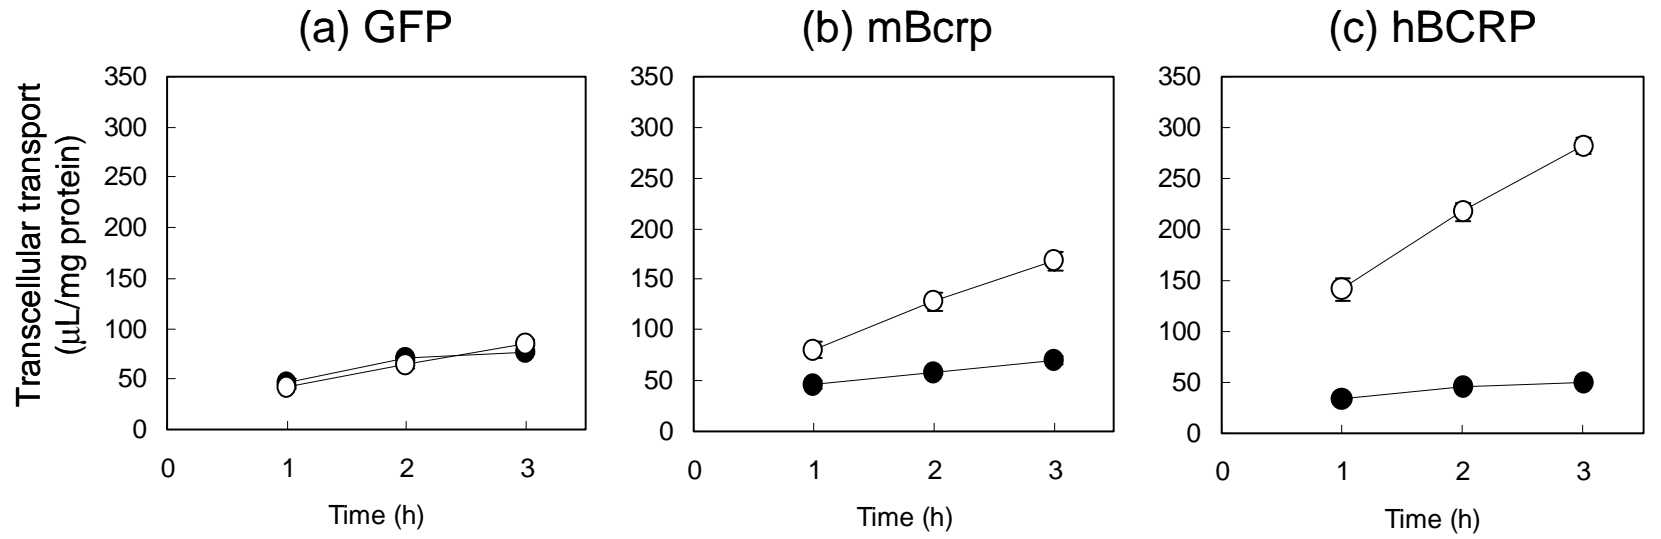 (a) GFP
(b) mBcrp
(c) hBCRP
Transcellular transport
(μL/mg protein)
350
300
250
200
150
100
50
0
0 1 2 3
Time (h)
350
300
250
200
150
100
50
0
0 1 2 3
Time (h)
350
300
250
200
150
100
50
0
0 1 2 3
Time (h)